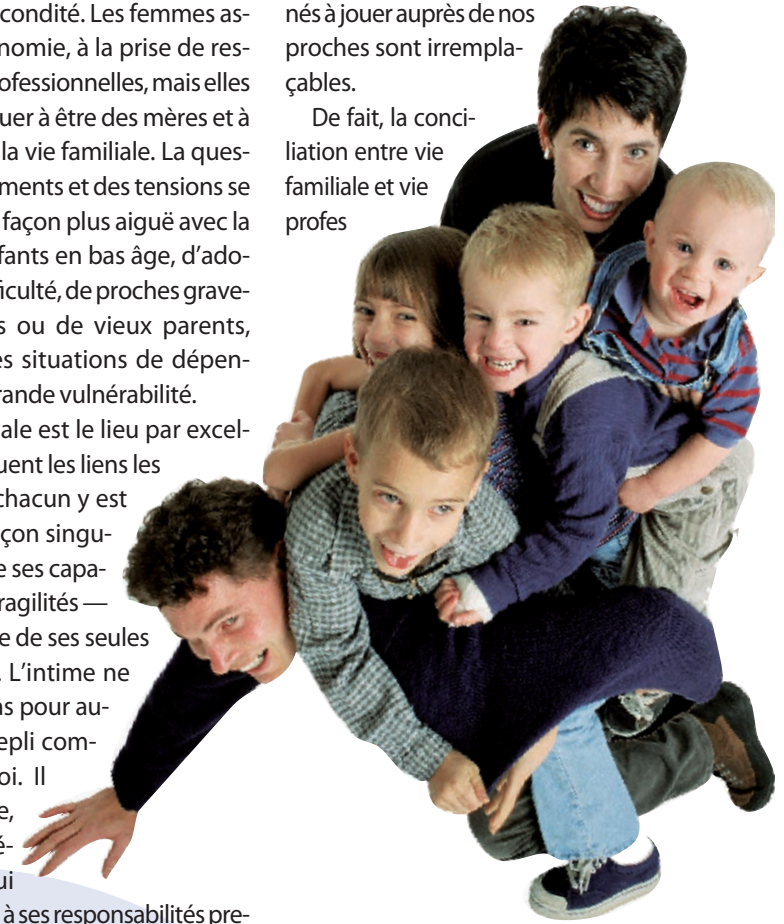 condité. Les femmes as-
nomie, à la prise de res-
ofessionnelles, mais elles
uer à être des mères et à
la vie familiale. La ques-
ments et des tensions se
façon plus aiguë avec la
fants en bas âge, d'ado-
ficulté, de proches grave-
s ou de vieux parents,
es situations de dépen-
rande vulnérabilité.
ale est le lieu par excel-
uent les liens les
chacun y est
çon singu-
e ses capa-
ragilités —
e de ses seules
. L'intime ne
as pour au-
epli com-
oi. Il
e,
é-
ui
à ses responsabilités pre-
nés à jouer auprès de nos
proches sont irrempla-
çables.
De fait, la conci-
liation entre vie
familiale et vie
profes